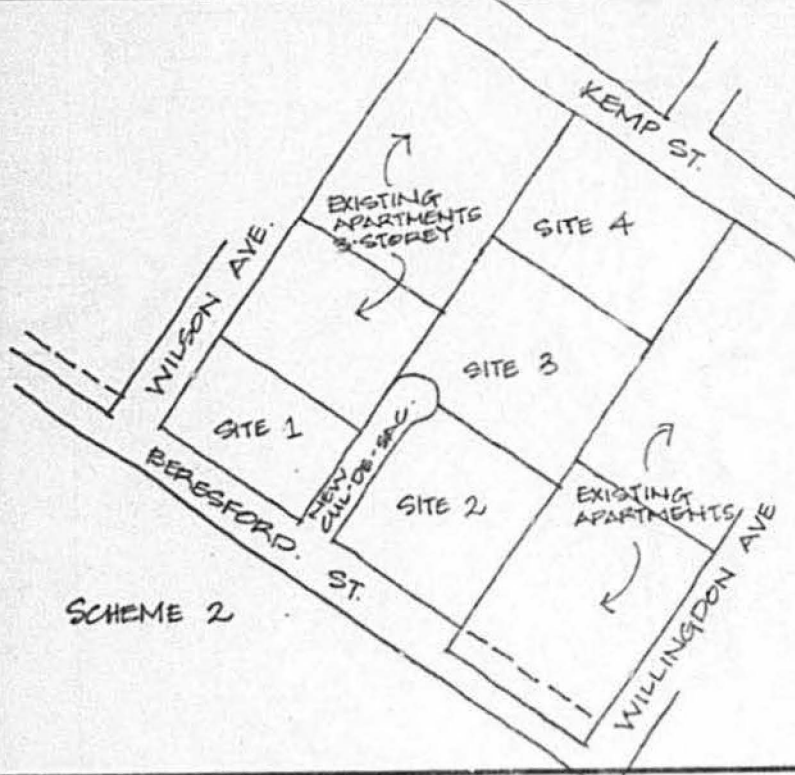 KEMP ST.
EXISTING
APARTMENTS
3-STOREY
SITE 4
WILSON AVE.
SITE 3
SITE 1
NEW
CUL-DE-SAC.
BERESFORD.
ST.
SITE 2
EXISTING
APARTMENTS
WILLINGDON AVE
SCHEME 2